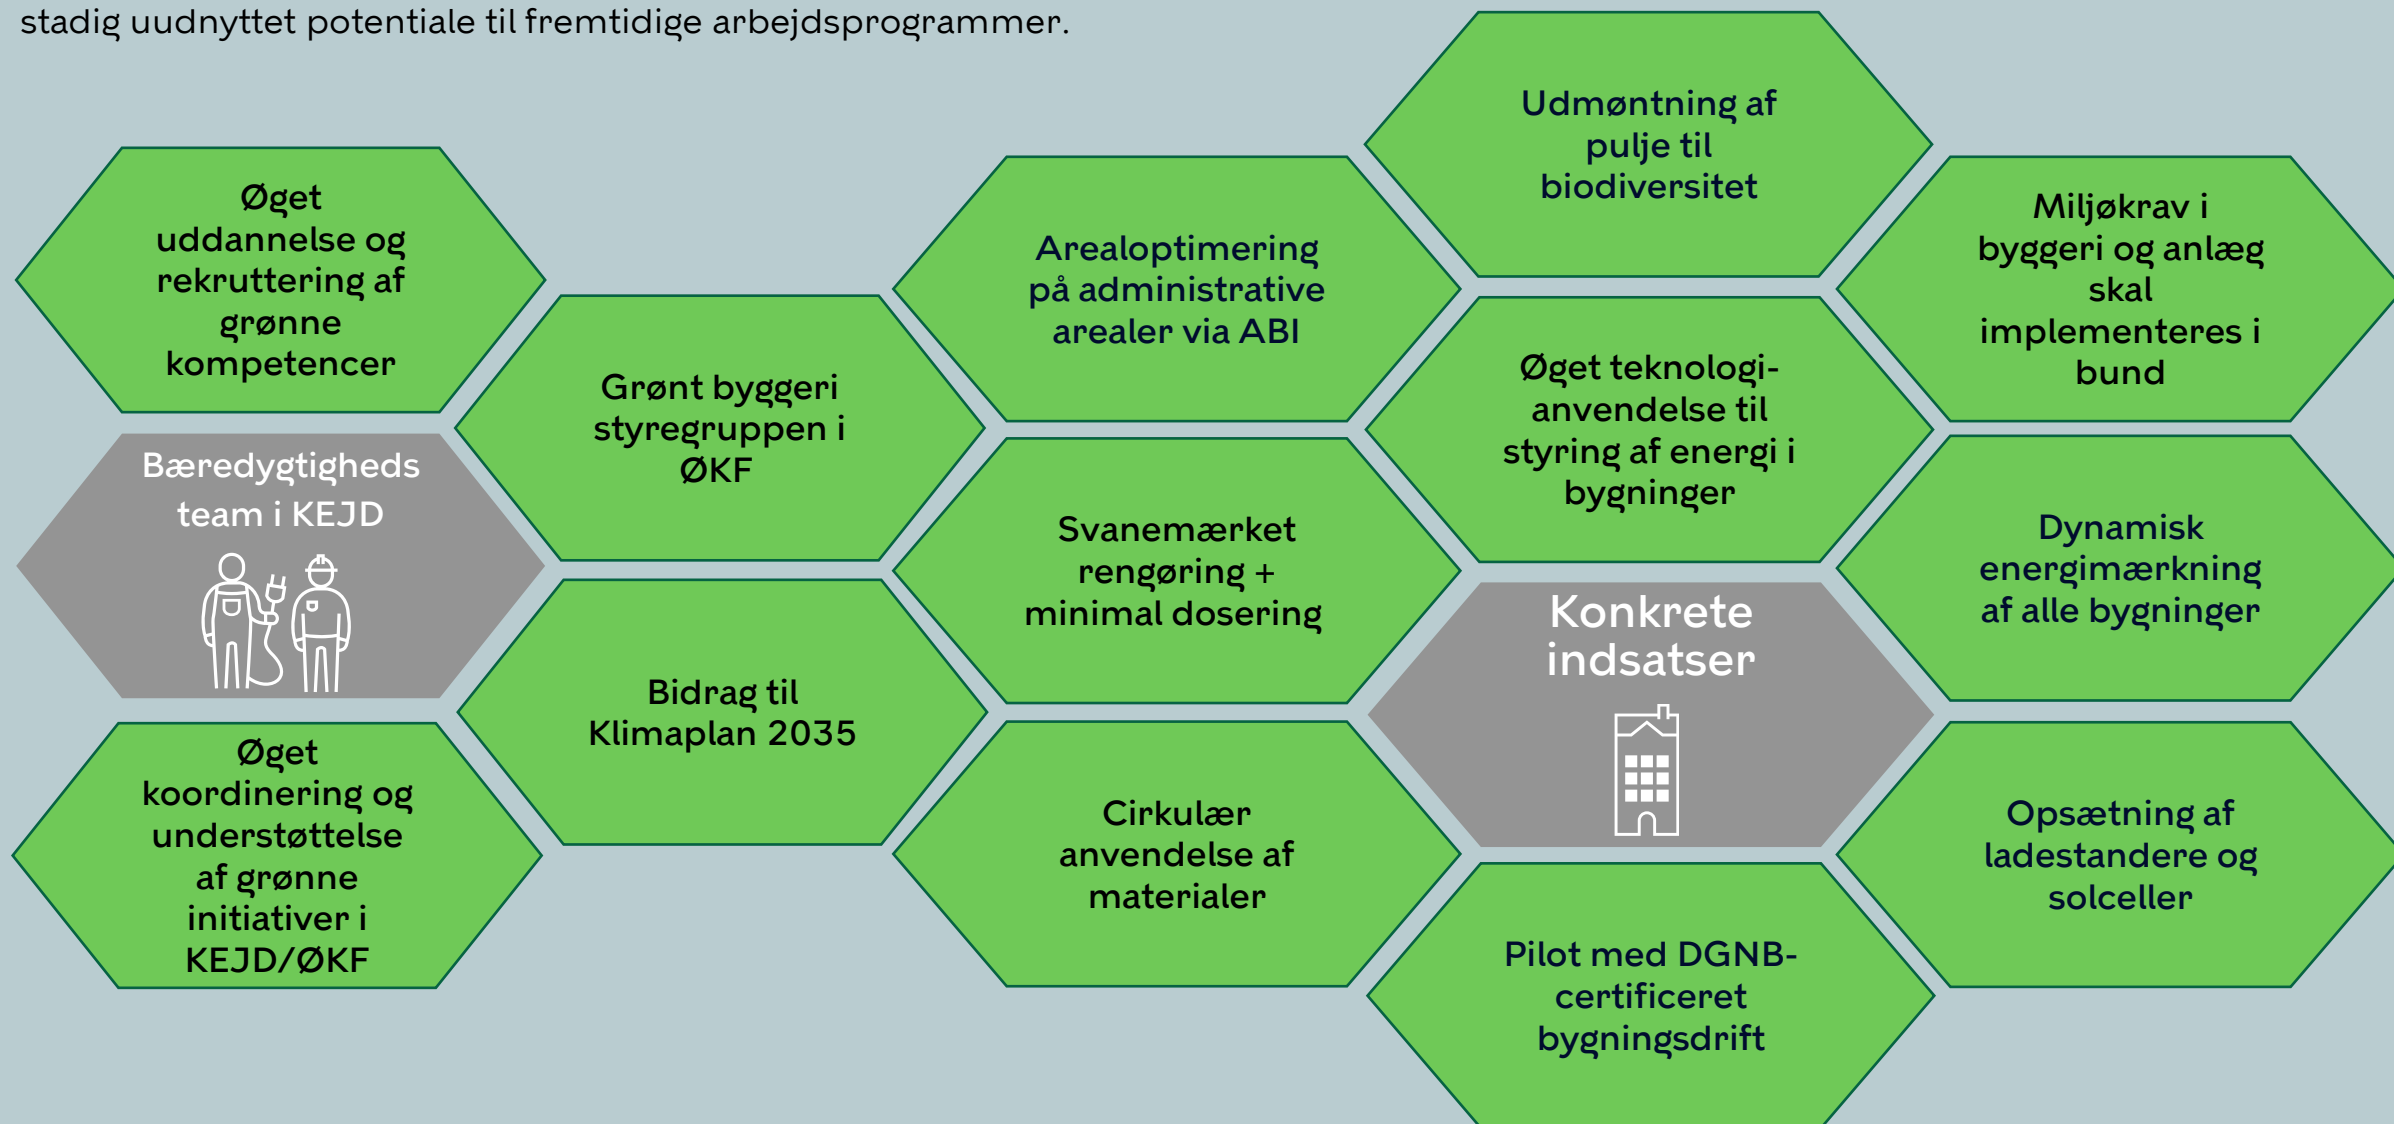 stadig uudnyttet potentiale til fremtidige arbejdsprogrammer.
Øget
uddannelse og
rekruttering af
grønne
kompetencer
Bæredygtigheds
team i KEJD
Øget
koordinering og
understøttelse
af grønne
initiativer i
KEJD/ØKF
Grønt byggeri
styregruppen i
ØKF
Bidrag til
Klimaplan 2035
Arealoptimering
på administrative
arealer via ABI
Svanemærket
rengøring +
minimal dosering
Cirkulær
anvendelse af
materialer
Udmøntning af
pulje til
biodiversitet
Øget teknologi-
anvendelse til
styring af energi i
bygninger
Konkrete
indsatser
Pilot med DGNB-
certificeret
bygningsdrift
Miljøkrav i
byggeri og anlæg
skal
implementeres i
bund
Dynamisk
energimærkning
af alle bygninger
Opsætning af
ladestandere og
solceller